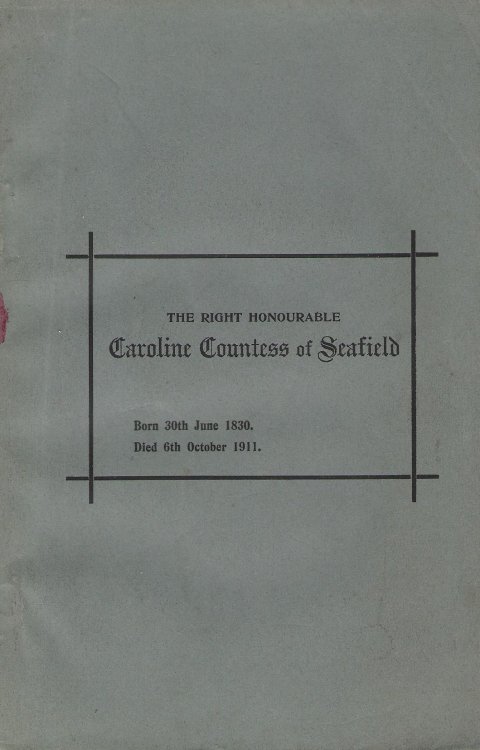 THE RIGHT HONOURABLE
Caroline Countess of Seafield
Born 30th June 1830.
Died 6th October 1911.